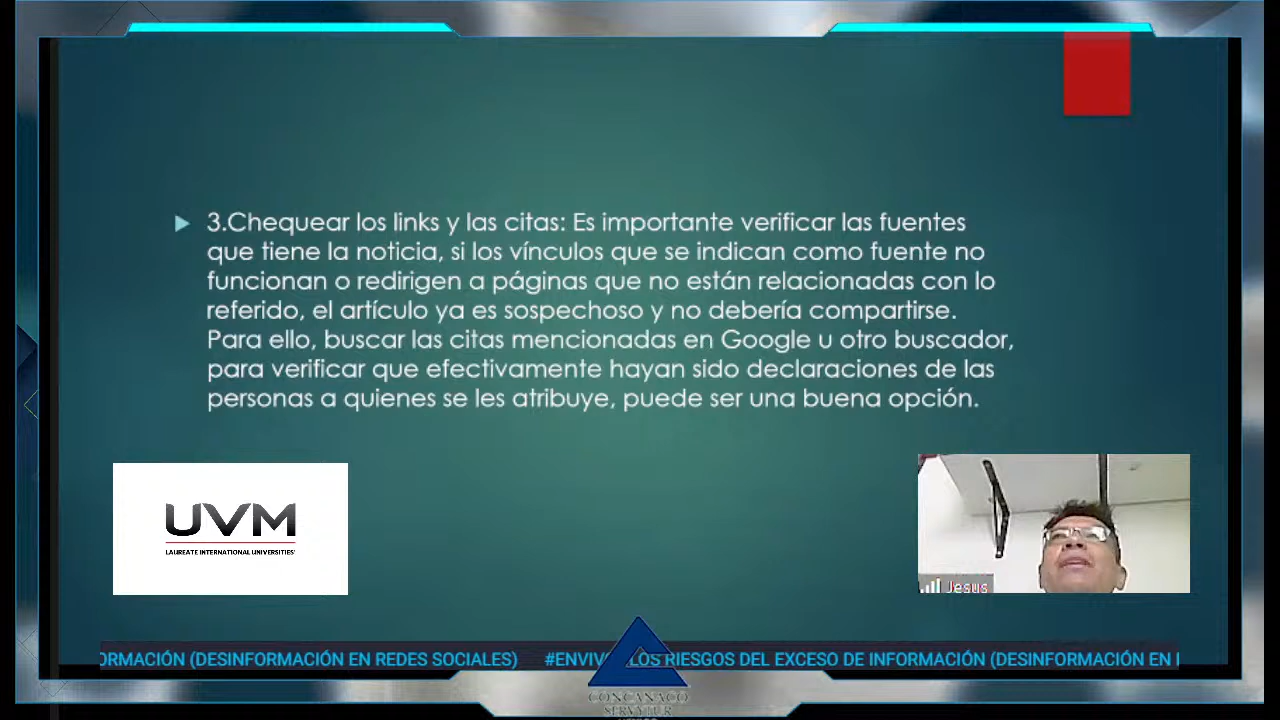 3.Chequear los links y las citas: Es importante verificar las fuentes
que tiene la noticia, si los vínculos que se indican como fuente no
funcionan o redirigen a páginas que no están relacionadas con lo
referido, el artículo ya es sospechoso y no debería compartirse.
Para ello, buscar las citas mencionadas en Google u otro buscador,
para verificar que efectivamente hayan sido declaraciones de las
personas a quienes se les atribuye, puede ser una buena opción.
UVM
LAUREATE INTERNATIONAL UNIVERSITIES
Jesus
ORMACIÓN (DESINFORMACIÓN EN REDES SOCIALES) #ENVIVO LOS RIESGOS DEL EXCESO DE INFORMACIÓN (DESINFORMACIÓN EN
CONCANACO
SERVYTUR